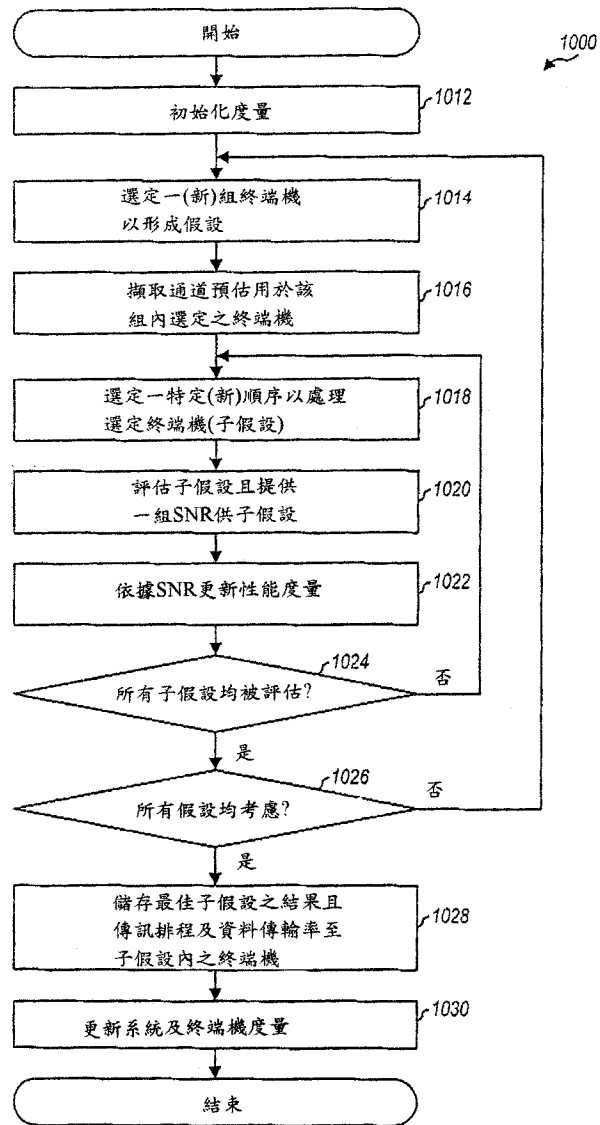 開始
1000
初始化度量
1012
選定一(新)組終端機
以形成假設
1014
擷取通道預估用於該
組內選定之終端機
1016
選定一特定(新)順序以處理
選定終端機(子假設)
1018
評估子假設且提供
一組SNR供子假設
1020
依據SNR更新性能度量
1022
1024
所有子假設均被評估?
否
是
1026
所有假設均考慮?
否
是
儲存最佳子假設之結果且
傳訊排程及資料傳輸率至
子假設內之終端機
1028
更新系統及終端機度量
1030
結束